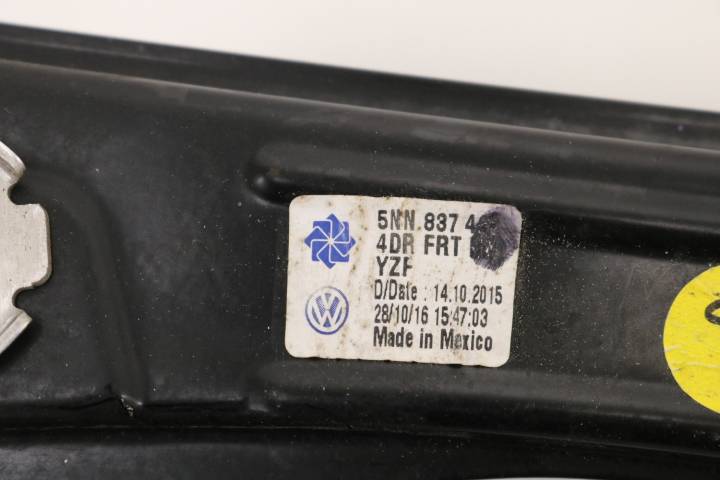 5NN.837 4
4DR FRT
YZF
D/Date : 14.10.2015
28/10/16 15:47:03
Made in Mexico